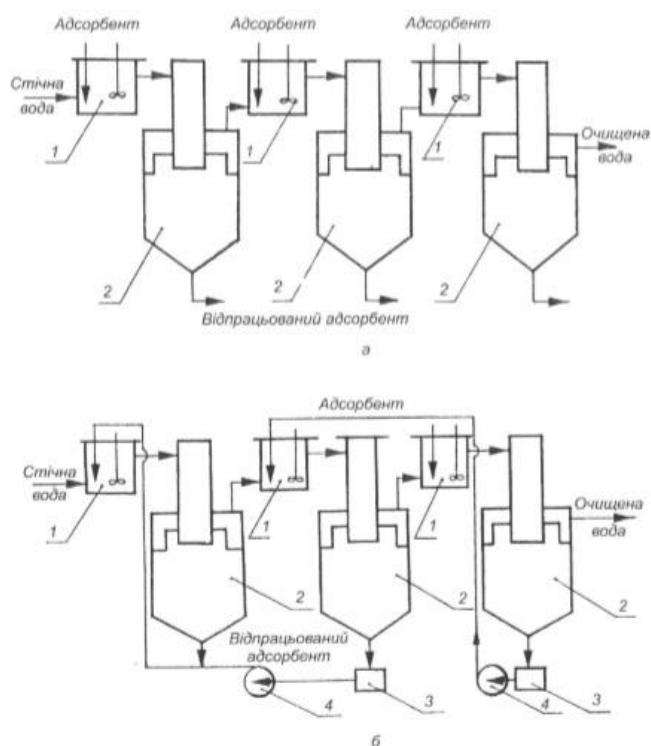 Адсорбент Адсорбент Адсорбент
Стічна
вода
Очищена
вода
1 1 1
2 2 2
Відпрацьований адсорбент
а
Адсорбент
Стічна
вода
Очищена
вода
1 1 1
2 2 2
Відпрацьований
адсорбент
4 3 4 3
б